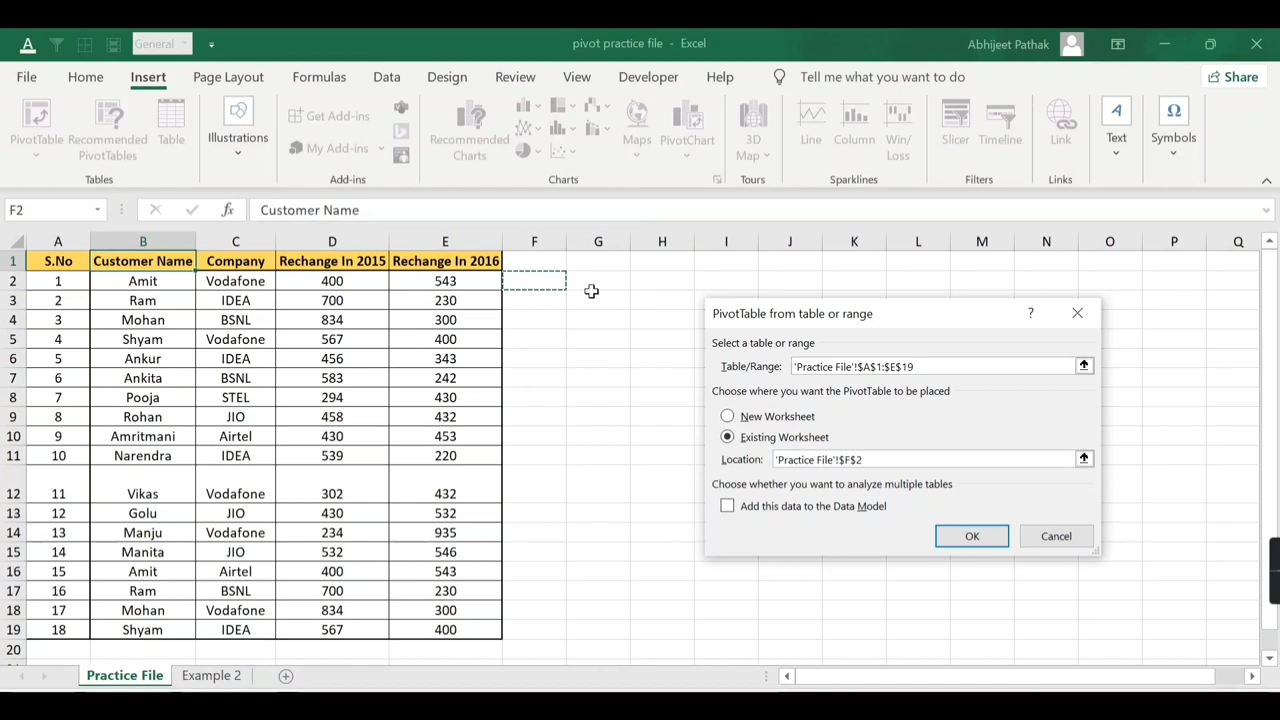 A General pivot practice file - Excel Abhijeet Pathak
File Home Insert Page Layout Formulas Data Design Review View Developer Help Tell me what you want to do Share
PivotTable Recommended PivotTables Table Illustrations Get Add-ins My Add-ins Recommended Charts Maps PivotChart 3D Map Line Column Win/Loss Slicer Timeline Link Text Symbols
Tables Add-ins Charts Tours Sparklines Filters Links
F2 fx Customer Name
A B C D E F G H I J K L M N O P Q
1 S.No Customer Name Company Rechange In 2015 Rechange In 2016
2 1 Amit Vodafone 400 543
3 2 Ram IDEA 700 230
4 3 Mohan BSNL 834 300
5 4 Shyam Vodafone 567 400
6 5 Ankur IDEA 456 343
7 6 Ankita BSNL 583 242
8 7 Pooja STEL 294 430
9 8 Rohan JIO 458 432
10 9 Amritmani Airtel 430 453
11 10 Narendra IDEA 539 220
12 11 Vikas Vodafone 302 432
13 12 Golu JIO 430 532
14 13 Manju Vodafone 234 935
15 14 Manita JIO 532 546
16 15 Amit Airtel 400 543
17 16 Ram BSNL 700 230
18 17 Mohan Vodafone 834 300
19 18 Shyam IDEA 567 400
20
PivotTable from table or range ?
Select a table or range
Table/Range: 'Practice File'!$A$1:$E$19
Choose where you want the PivotTable to be placed
New Worksheet
Existing Worksheet
Location: 'Practice File'!$F$2
Choose whether you want to analyze multiple tables
Add this data to the Data Model
OK Cancel
Practice File Example 2